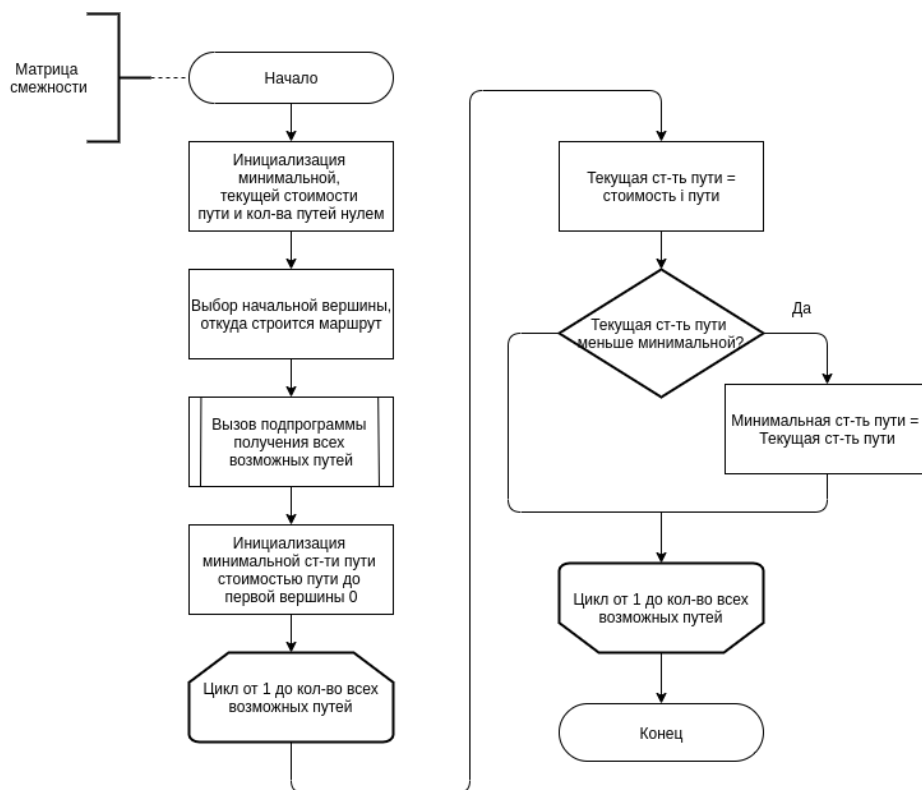 Матрица
смежности
Начало
Инициализация
минимальной,
текущей стоимости
пути и кол-ва путей нулем
Выбор начальной вершины,
откуда строится маршрут
Вызов подпрограммы
получения всех
возможных путей
Инициализация
минимальной ст-ти пути
стоимостью пути до
первой вершины 0
Цикл от 1 до кол-во всех
возможных путей
Текущая ст-ть пути =
стоимость i пути
Текущая ст-ть пути
меньше минимальной?
Да
Минимальная ст-ть пути =
Текущая ст-ть пути
Цикл от 1 до кол-во всех
возможных путей
Конец